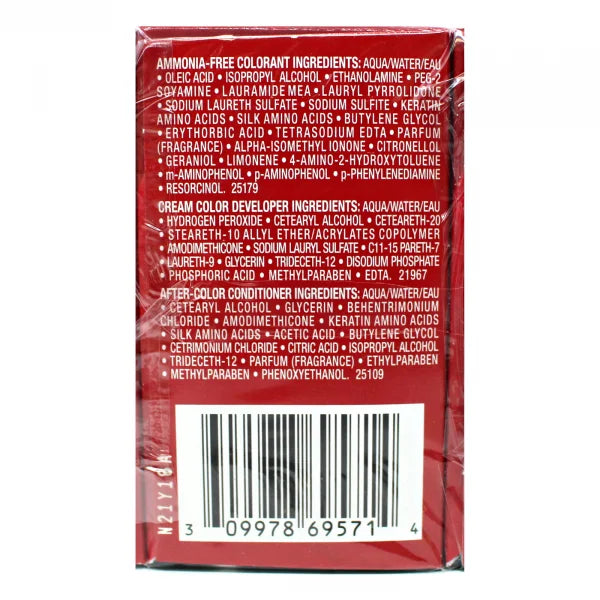 AMMONIA-FREE COLORANT INGREDIENTS: AQUA/WATER/EAU
• OLEIC ACID • ISOPROPYL ALCOHOL • ETHANOLAMINE • PEG-2
SOYAMINE • LAURAMIDE MEA • LAURYL PYRROLIDONE
• SODIUM LAURETH SULFATE • SODIUM SULFITE • KERATIN
AMINO ACIDS • SILK AMINO ACIDS • BUTYLENE GLYCOL
• ERYTHORBIC ACID • TETRASODIUM EDTA • PARFUM
(FRAGRANCE) • ALPHA-ISOMETHYL IONONE • CITRONELLOL
• GERANIOL • LIMONENE • 4-AMINO-2-HYDROXYTOLUENE
m-AMINOPHENOL • p-AMINOPHENOL • p-PHENYLENEDIAMINE
• RESORCINOL. 25179
CREAM COLOR DEVELOPER INGREDIENTS: AQUA/WATER/EAU
• HYDROGEN PEROXIDE • CETEARYL ALCOHOL • CETEARETH-20
• STEARETH-10 ALLYL ETHER/ACRYLATES COPOLYMER
AMODIMETHICONE • SODIUM LAURYL SULFATE • C11-15 PARETH-7
LAURETH-9 • GLYCERIN • TRIDECETH-12 • DISODIUM PHOSPHATE
PHOSPHORIC ACID • METHYLPARABEN • EDTA. 21967
AFTER-COLOR CONDITIONER INGREDIENTS: AQUA/WATER/EAU
• CETEARYL ALCOHOL • GLYCERIN • BEHENTRIMONIUM
CHLORIDE • AMODIMETHICONE • KERATIN AMINO ACIDS
• SILK AMINO ACIDS • ACETIC ACID • BUTYLENE GLYCOL
• CETRIMONIUM CHLORIDE • CITRIC ACID • ISOPROPYL ALCOHOL
• TRIDECETH-12 • PARFUM (FRAGRANCE) • ETHYLPARABEN
• METHYLPARABEN • PHENOXYETHANOL. 25109
N21Y18A
3 09978 69571 4